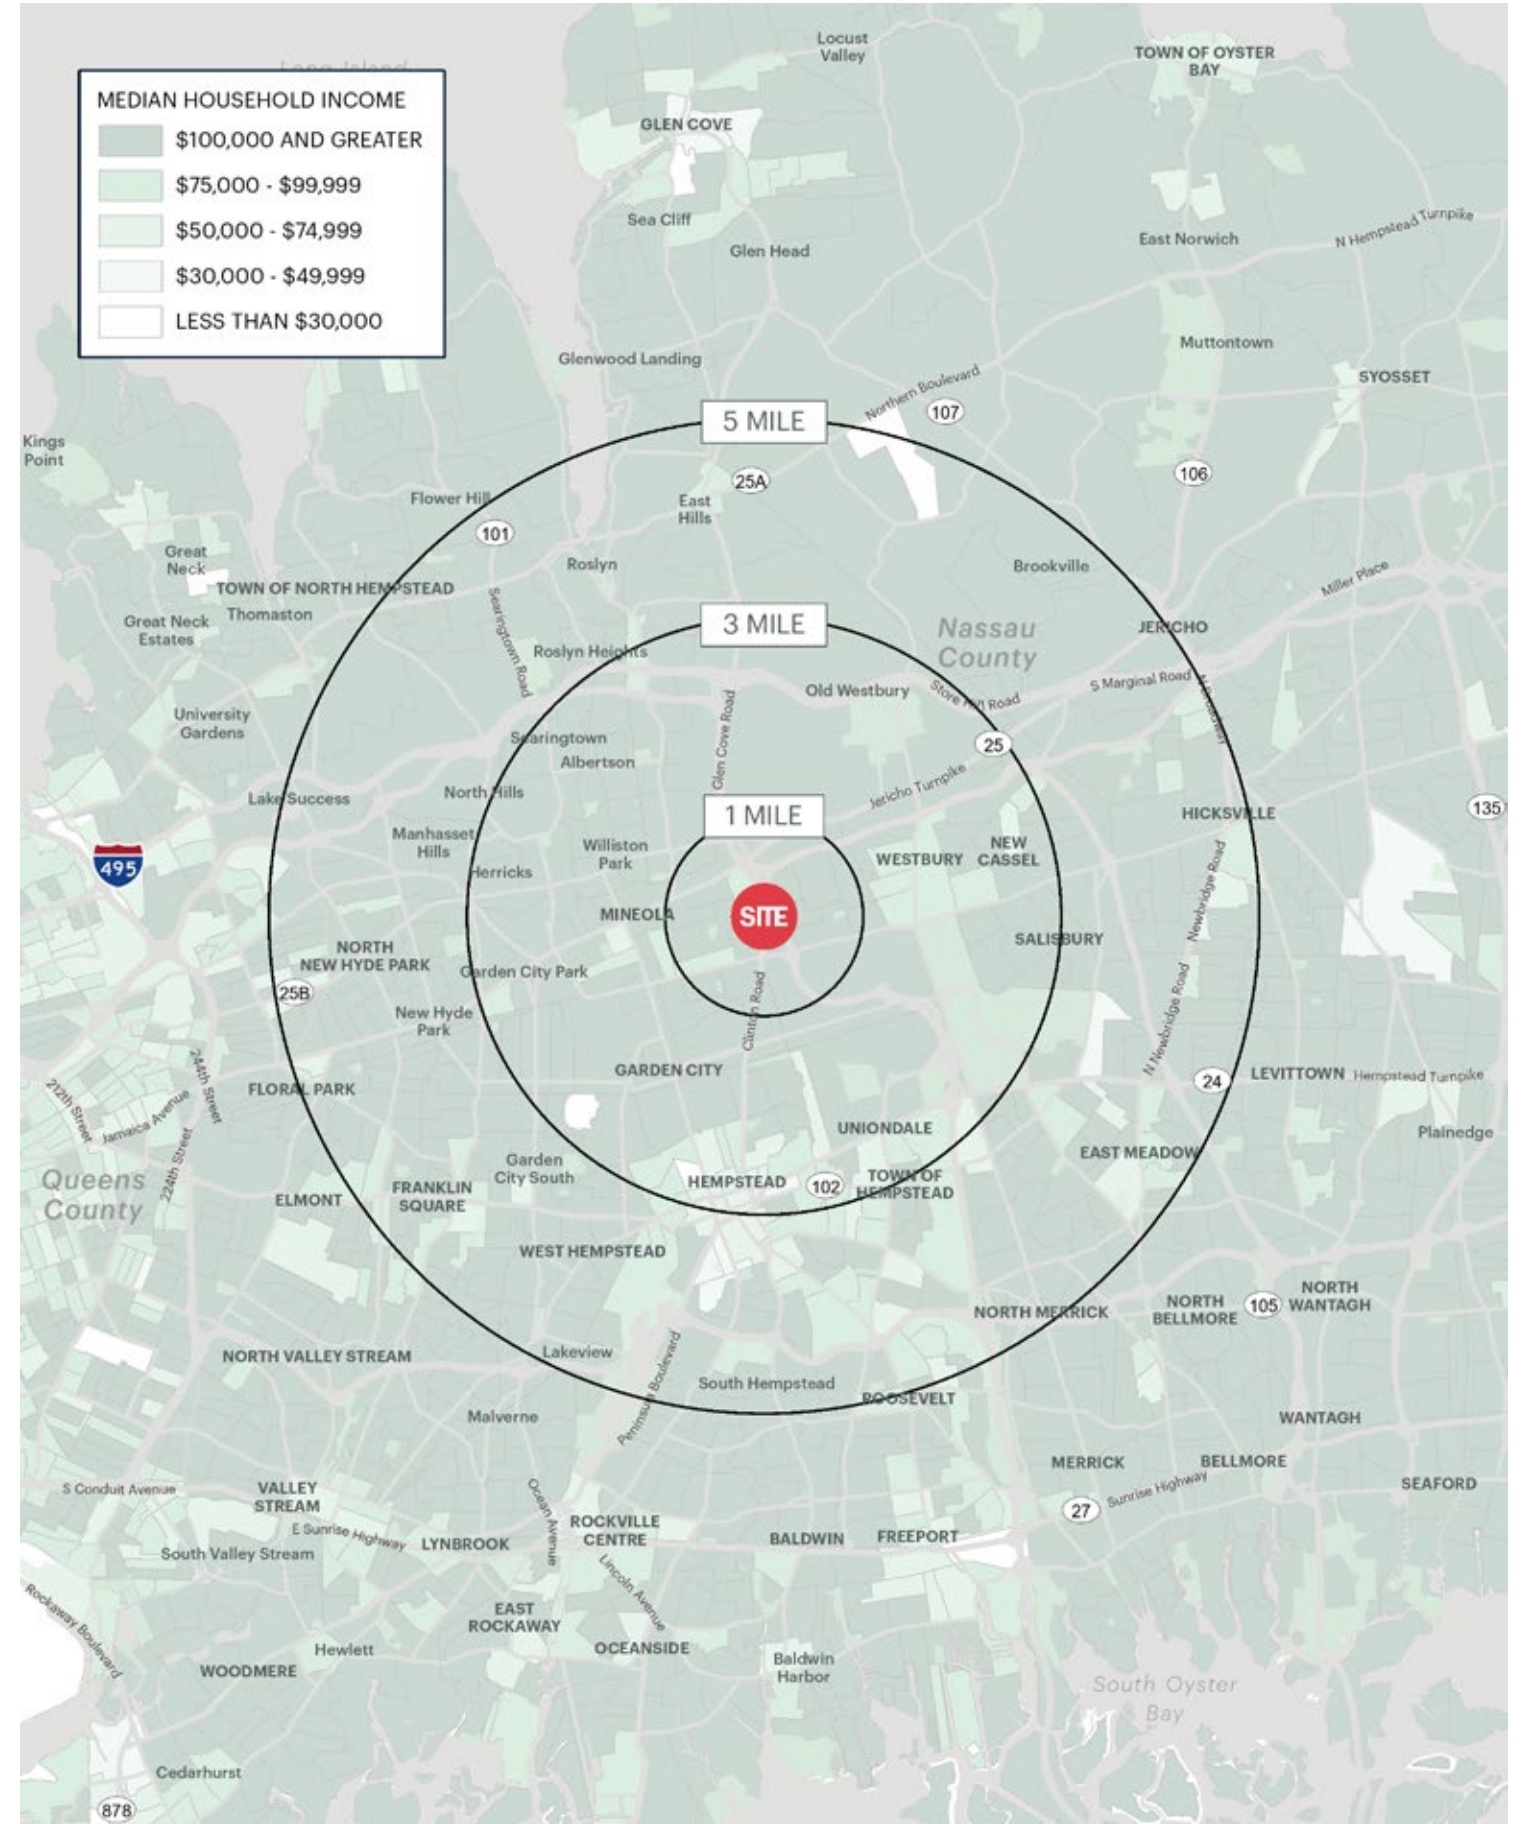 Locust
Valley
TOWN OF OYSTER
BAY
Long Island
MEDIAN HOUSEHOLD INCOME
$100,000 AND GREATER
$75,000 - $99,999
$50,000 - $74,999
$30,000 - $49,999
LESS THAN $30,000
GLEN COVE
Sea Cliff
Glen Head
East Norwich
N Hempstead Turnpike
Muttontown
Glenwood Landing
SYOSSET
Northern Boulevard
107
5 MILE
Kings
Point
25A
106
Flower Hill
East
Hills
101
Great
Neck
Roslyn
Brookville
Miller Place
TOWN OF NORTH HEMPSTEAD
Thomaston
Great Neck
Estates
Searingtown Road
3 MILE
Nassau
County
JERICHO
Roslyn Heights
Old Westbury
Store Hill Road
S Marginal Road
N Broadway
University
Gardens
Glen Cove Road
Searingtown
Albertson
25
Jericho Turnpike
North Hills
Lake Success
1 MILE
HICKSVILLE
135
Manhasset
Hills
Williston
Park
WESTBURY
NEW
CASSEL
495
Herricks
Newbridge Road
MINEOLA
SITE
SALISBURY
NORTH
NEW HYDE PARK
Garden City Park
25B
New Hyde
Park
Clinton Road
N Newbridge Road
GARDEN CITY
24
LEVITTOWN
Hempstead Turnpike
FLORAL PARK
244th Street
212th Street
Jamaica Avenue
224th Street
UNIONDALE
Plainedge
EAST MEADOW
Queens
County
Garden
City South
HEMPSTEAD
102
TOWN OF
HEMPSTEAD
ELMONT
FRANKLIN
SQUARE
WEST HEMPSTEAD
NORTH MERRICK
NORTH
BELLMORE
105
NORTH
WANTAGH
NORTH VALLEY STREAM
Lakeview
Peninsula Boulevard
South Hempstead
ROOSEVELT
Malverne
WANTAGH
MERRICK
BELLMORE
SEAFORD
S Conduit Avenue
VALLEY
STREAM
Ocean Avenue
27
Sunrise Highway
E Sunrise Highway
LYNBROOK
ROCKVILLE
CENTRE
BALDWIN
FREEPORT
South Valley Stream
Lincoln Avenue
Rockaway Boulevard
EAST
ROCKAWAY
Hewlett
OCEANSIDE
WOODMERE
Baldwin
Harbor
South Oyster
Bay
Cedarhurst
878